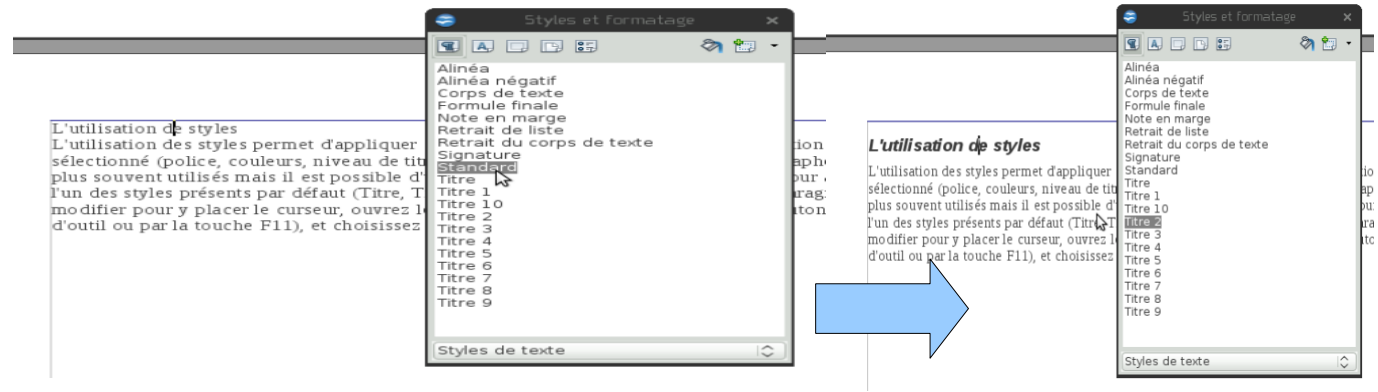 Styles et formatage
Alinéa
Alinéa négatif
Corps de texte
Formule finale
Note en marge
Retrait de liste
Retrait du corps de texte
Signature
Standard
Titre
Titre 1
Titre 10
Titre 2
Titre 3
Titre 4
Titre 5
Titre 6
Titre 7
Titre 8
Titre 9
Styles de texte
L'utilisation de styles
L'utilisation des styles permet d'appliquer
sélectionné (police, couleurs, niveau de
plus souvent utilisés mais il est possible
l'un des styles présents par défaut (Titre,
modifier pour y placer le curseur, ouvrez
d'outil ou par la touche F11), et choisissez
Styles et formatage
Alinéa
Alinéa négatif
Corps de texte
Formule finale
Note en marge
Retrait de liste
Retrait du corps de texte
Signature
Standard
Titre
Titre 1
Titre 10
Titre 2
Titre 3
Titre 4
Titre 5
Titre 6
Titre 7
Titre 8
Titre 9
Styles de texte
L'utilisation de styles
L'utilisation des styles permet d'appliquer
sélectionné (police, couleurs, niveau de
plus souvent utilisés mais il est possible
l'un des styles présents par défaut (Titre,
modifier pour y placer le curseur, ouvrez
d'outil ou par la touche F11), et choisissez